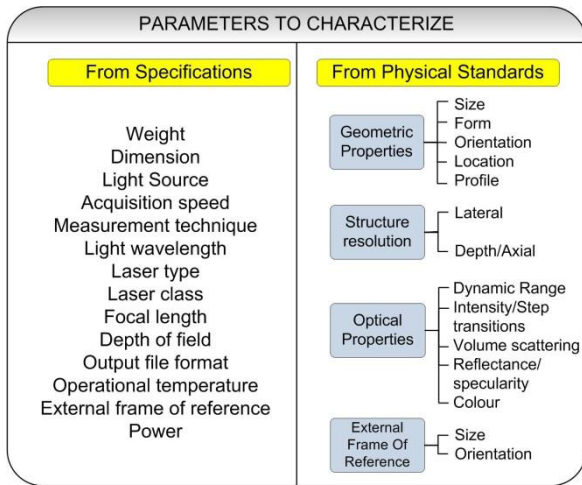 PARAMETERS TO CHARACTERIZE
From Specifications
Weight
Dimension
Light Source
Acquisition speed
Measurement technique
Light wavelength
Laser type
Laser class
Focal length
Depth of field
Output file format
Operational temperature
External frame of reference
Power
From Physical Standards
Geometric
Properties
Size
Form
Orientation
Location
Profile
Structure
resolution
Lateral
Depth/Axial
Optical
Properties
Dynamic Range
Intensity/Step
transitions
Volume scattering
Reflectance/
specularity
Colour
External
Frame Of
Reference
Size
Orientation